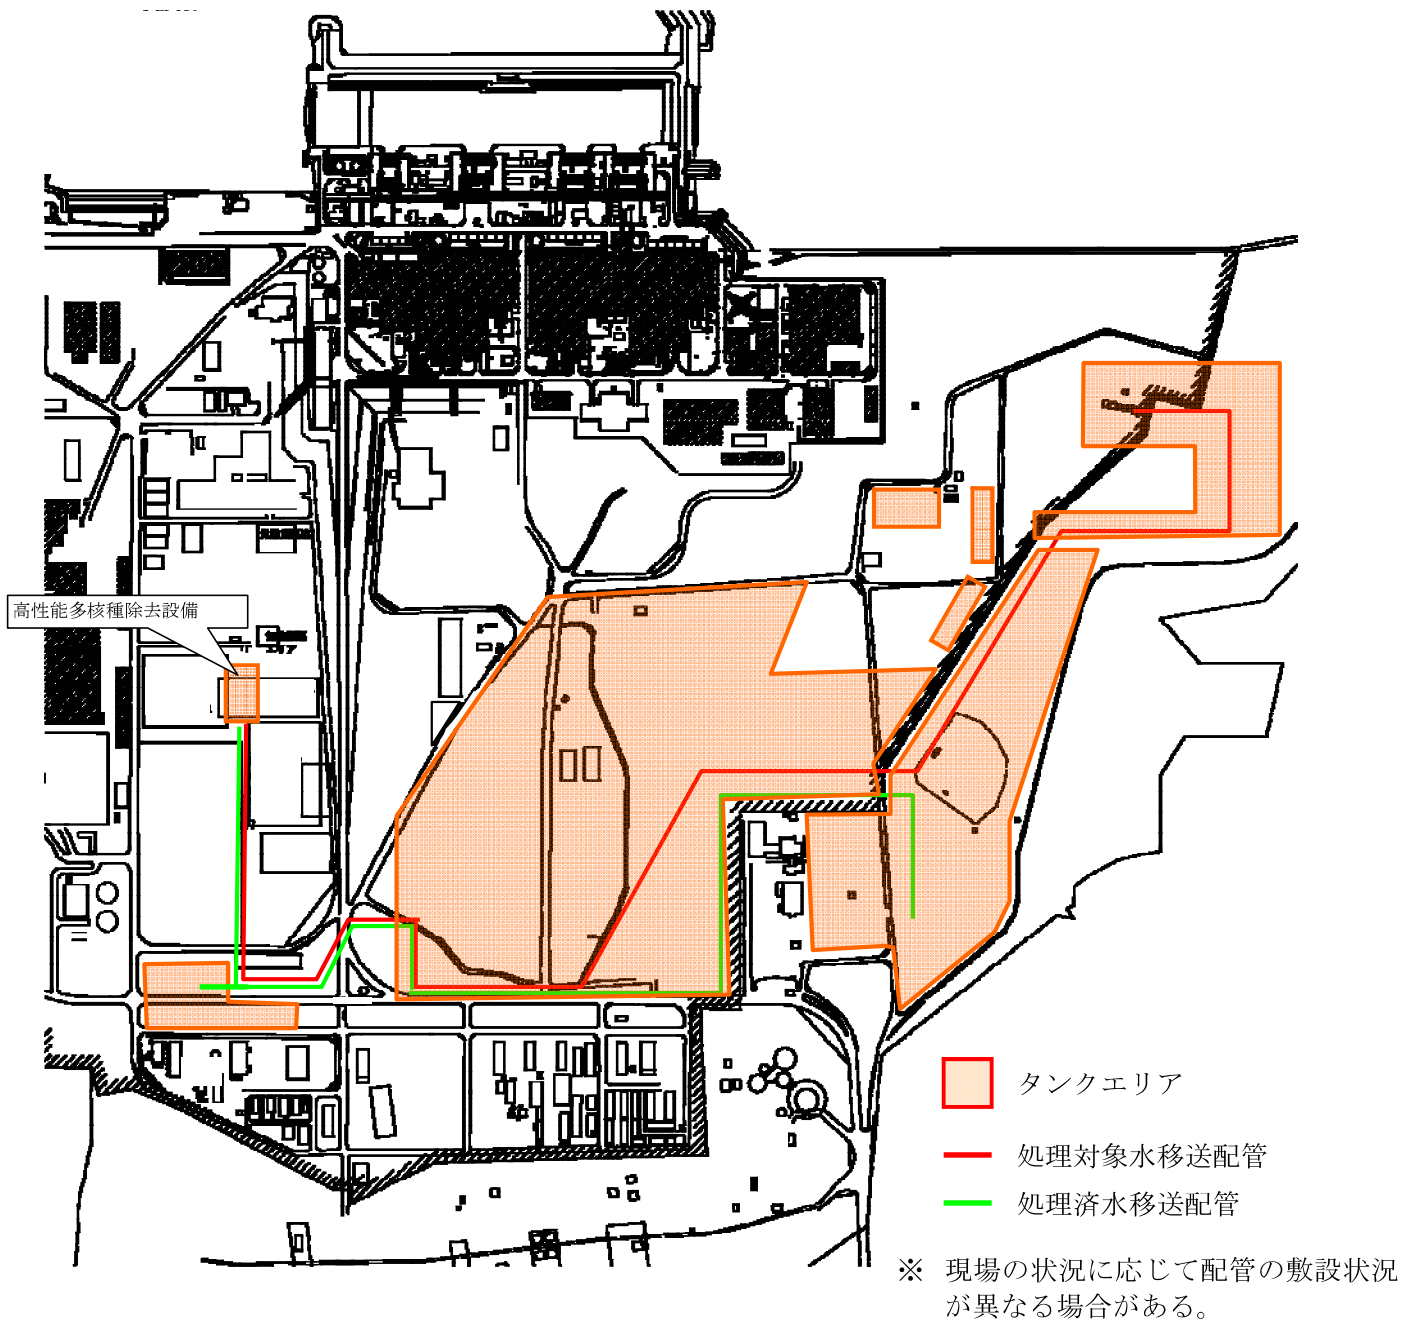 高性能多核種除去設備
タンクエリア
処理対象水移送配管
処理済水移送配管
※ 現場の状況に応じて配管の敷設状況
が異なる場合がある。